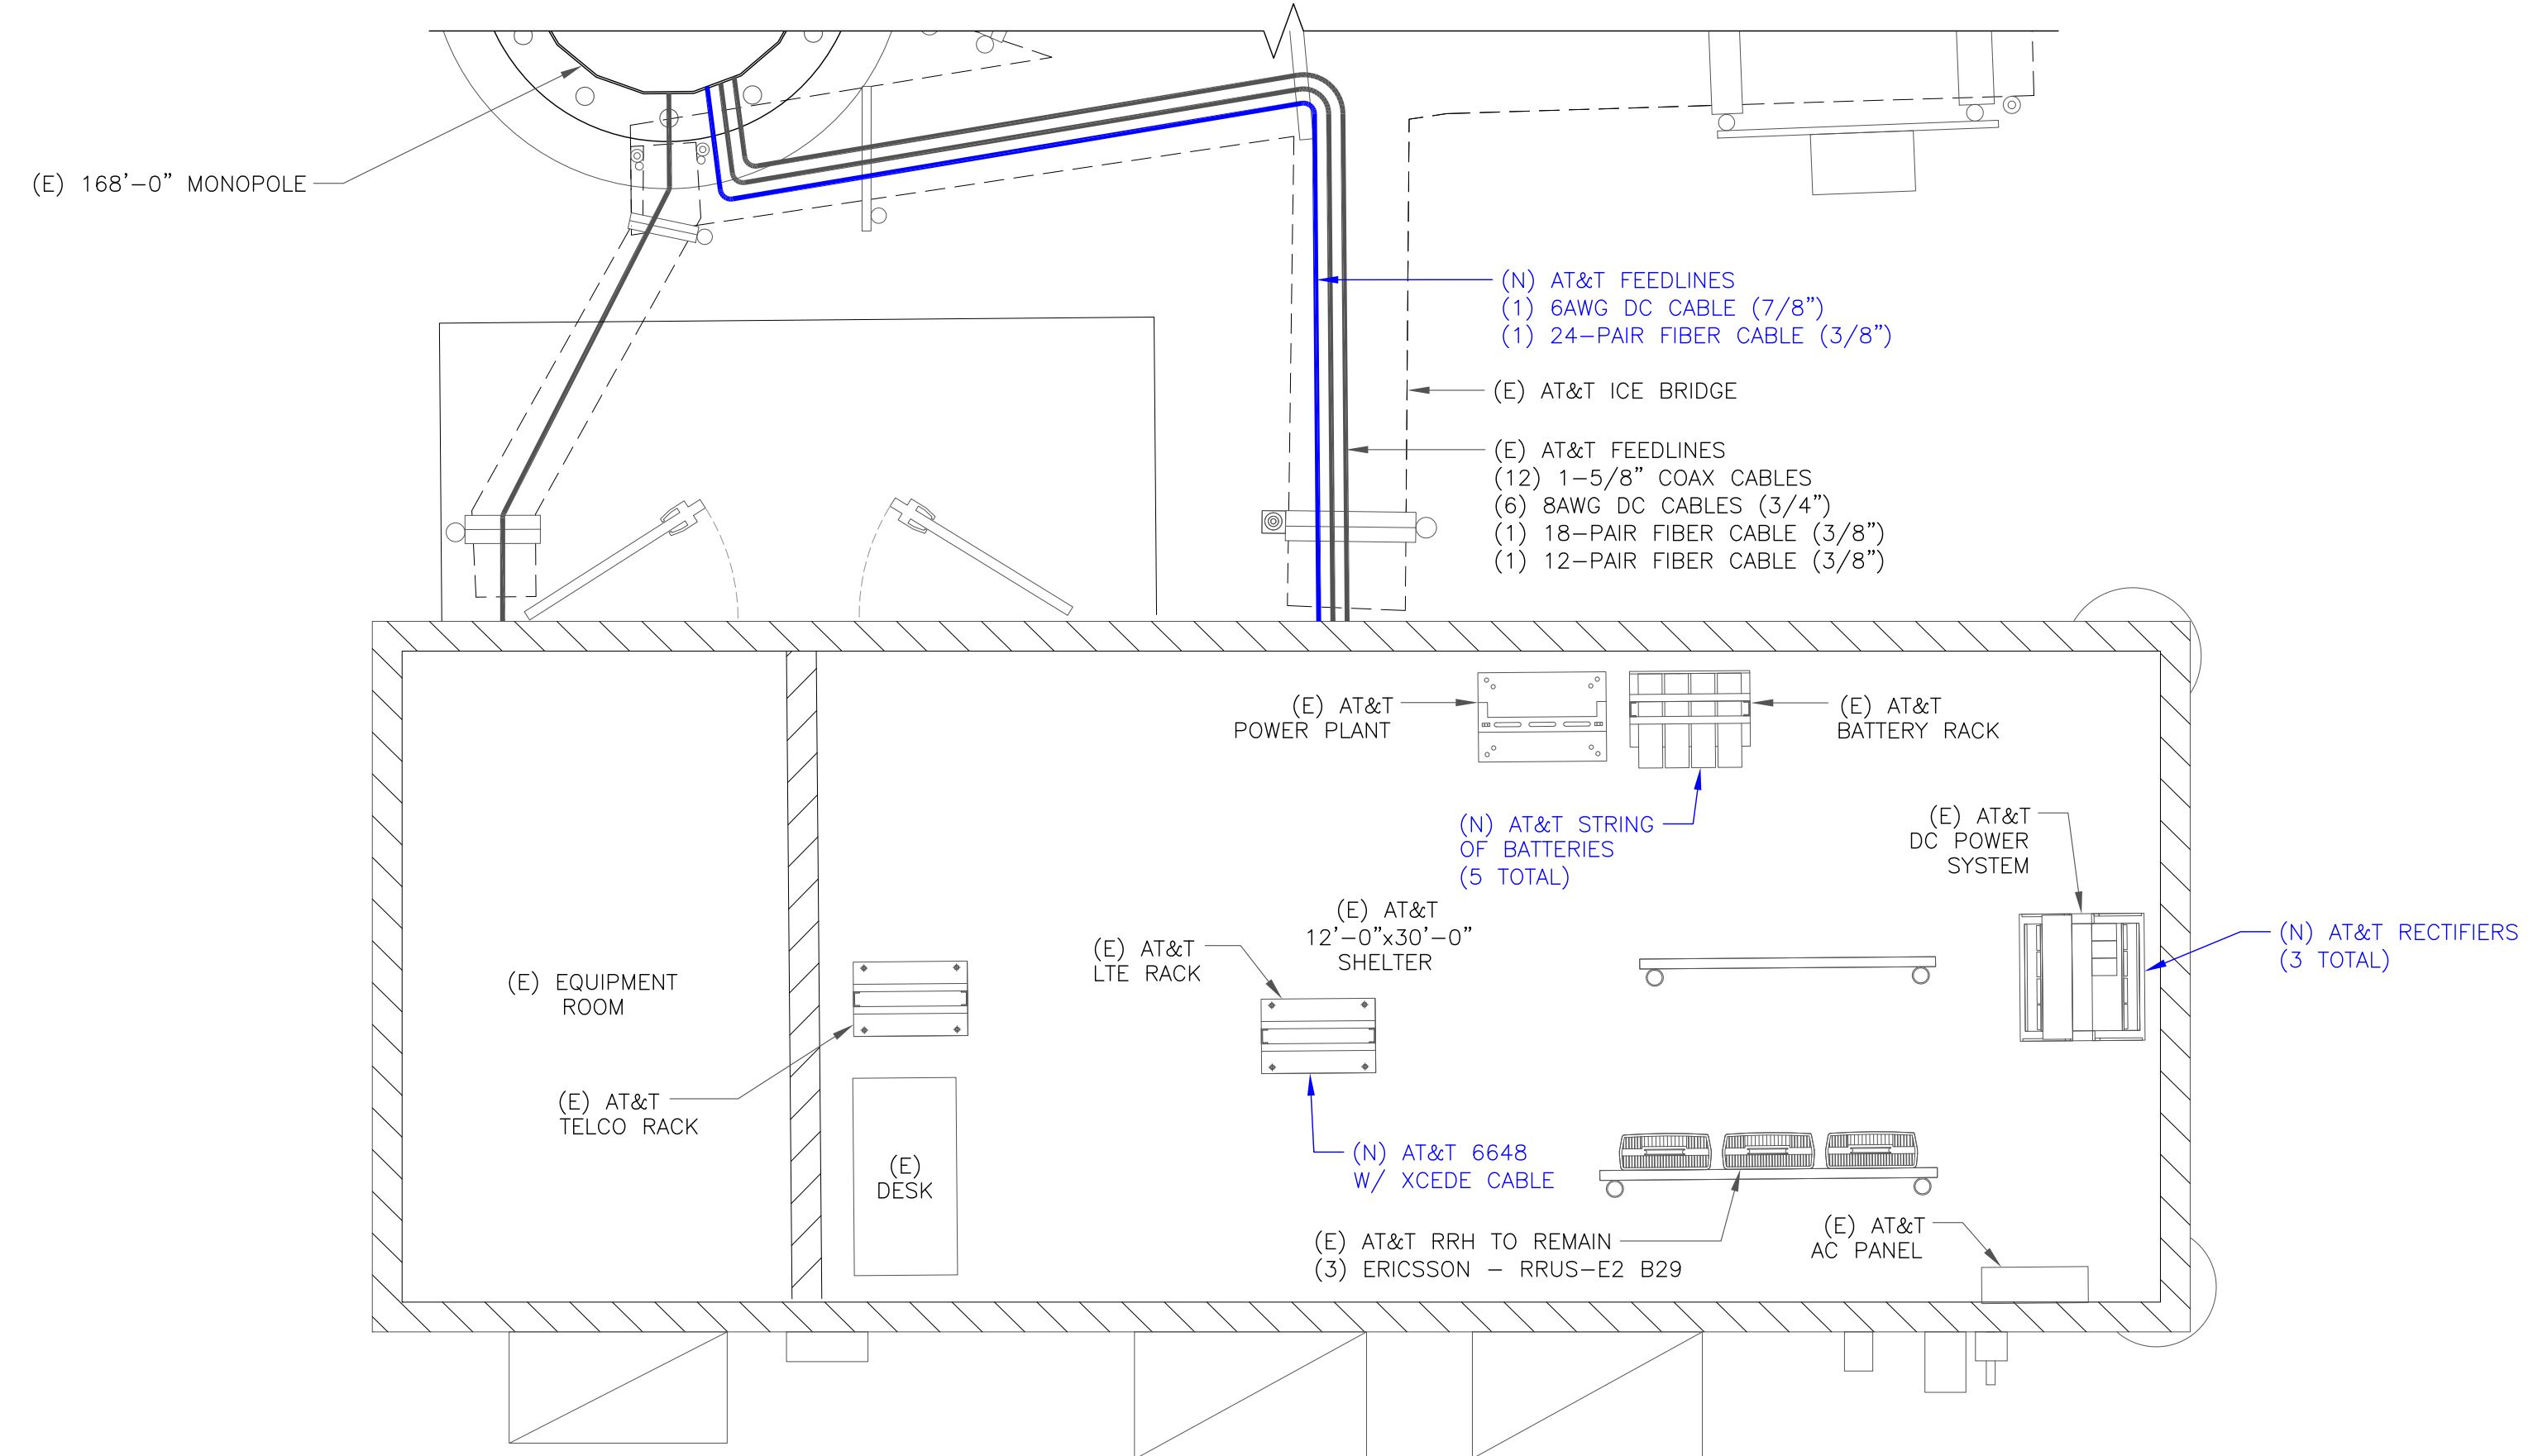 (E) 168'-0" MONOPOLE
(N) AT&T FEEDLINES
(1) 6AWG DC CABLE (7/8")
(1) 24-PAIR FIBER CABLE (3/8")
(E) AT&T ICE BRIDGE
(E) AT&T FEEDLINES
(12) 1-5/8" COAX CABLES
(6) 8AWG DC CABLES (3/4")
(1) 18-PAIR FIBER CABLE (3/8")
(1) 12-PAIR FIBER CABLE (3/8")
(E) AT&T
POWER PLANT
(E) AT&T
BATTERY RACK
(N) AT&T STRING
OF BATTERIES
(5 TOTAL)
(E) AT&T
DC POWER
SYSTEM
(N) AT&T RECTIFIERS
(3 TOTAL)
(E) AT&T
12'-0"x30'-0"
SHELTER
(E) AT&T
LTE RACK
(E) EQUIPMENT
ROOM
(E) AT&T
TELCO RACK
(E)
DESK
(N) AT&T 6648
W/ XCEDE CABLE
(E) AT&T RRH TO REMAIN
(3) ERICSSON - RRUS-E2 B29
(E) AT&T
AC PANEL